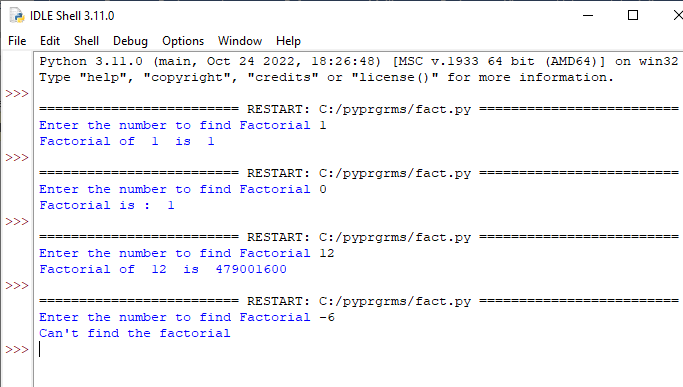 IDLE Shell 3.11.0
File Edit Shell Debug Options Window Help
Python 3.11.0 (main, Oct 24 2022, 18:26:48) [MSC v.1933 64 bit (AMD64)] on win32
Type "help", "copyright", "credits" or "license()" for more information.
>>>
========================= RESTART: C:/pyprgrms/fact.py =========================
Enter the number to find Factorial 1
Factorial of  1  is  1
>>>
========================= RESTART: C:/pyprgrms/fact.py =========================
Enter the number to find Factorial 0
Factorial is :  1
>>>
========================= RESTART: C:/pyprgrms/fact.py =========================
Enter the number to find Factorial 12
Factorial of  12  is  479001600
>>>
========================= RESTART: C:/pyprgrms/fact.py =========================
Enter the number to find Factorial -6
Can't find the factorial
>>>